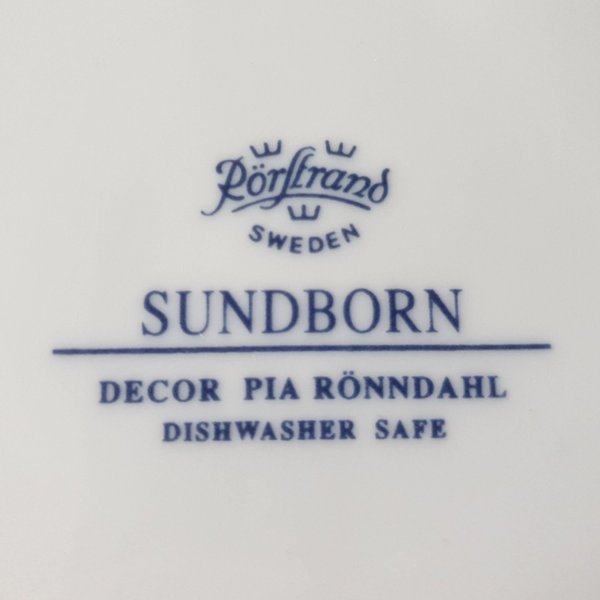 Rörstrand
SWEDEN
SUNDBORN
DECOR PIA RÖNNDAHL
DISHWASHER SAFE